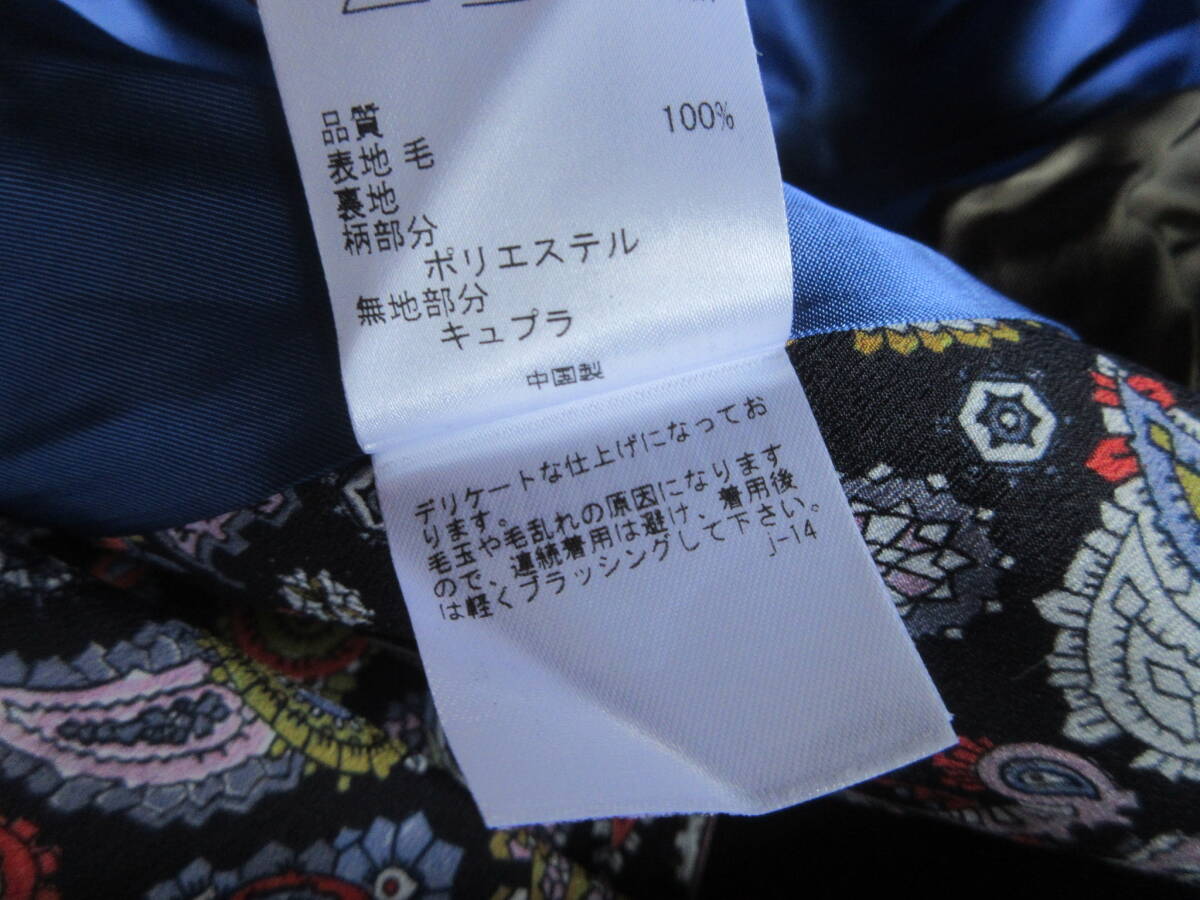 品質
表地 毛 100%
裏地
柄部分
ポリエステル
無地部分
キュプラ
中国製
デリケートな仕上げになってお
ります。
毛玉や毛乱れの原因になります
ので、連続着用は避け、着用後
は軽くブラッシングして下さい。
j-14